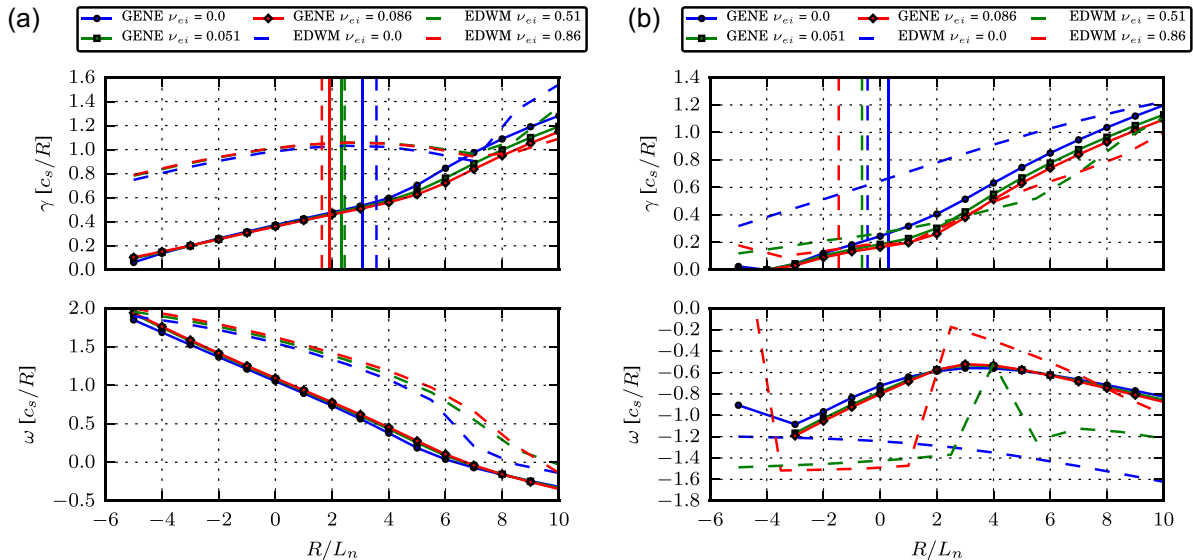 (a)
GENE ν_ei = 0.0 GENE ν_ei = 0.086 EDWM ν_ei = 0.51
GENE ν_ei = 0.051 EDWM ν_ei = 0.0 EDWM ν_ei = 0.86
γ [c_s/R]
1.6
1.4
1.2
1.0
0.8
0.6
0.4
0.2
0.0
ω [c_s/R]
2.0
1.5
1.0
0.5
0.0
−0.5
−6 −4 −2 0 2 4 6 8 10
R/L_n
(b)
GENE ν_ei = 0.0 GENE ν_ei = 0.086 EDWM ν_ei = 0.51
GENE ν_ei = 0.051 EDWM ν_ei = 0.0 EDWM ν_ei = 0.86
γ [c_s/R]
1.4
1.2
1.0
0.8
0.6
0.4
0.2
0.0
ω [c_s/R]
−0.0
−0.2
−0.4
−0.6
−0.8
−1.0
−1.2
−1.4
−1.6
−1.8
−6 −4 −2 0 2 4 6 8 10
R/L_n